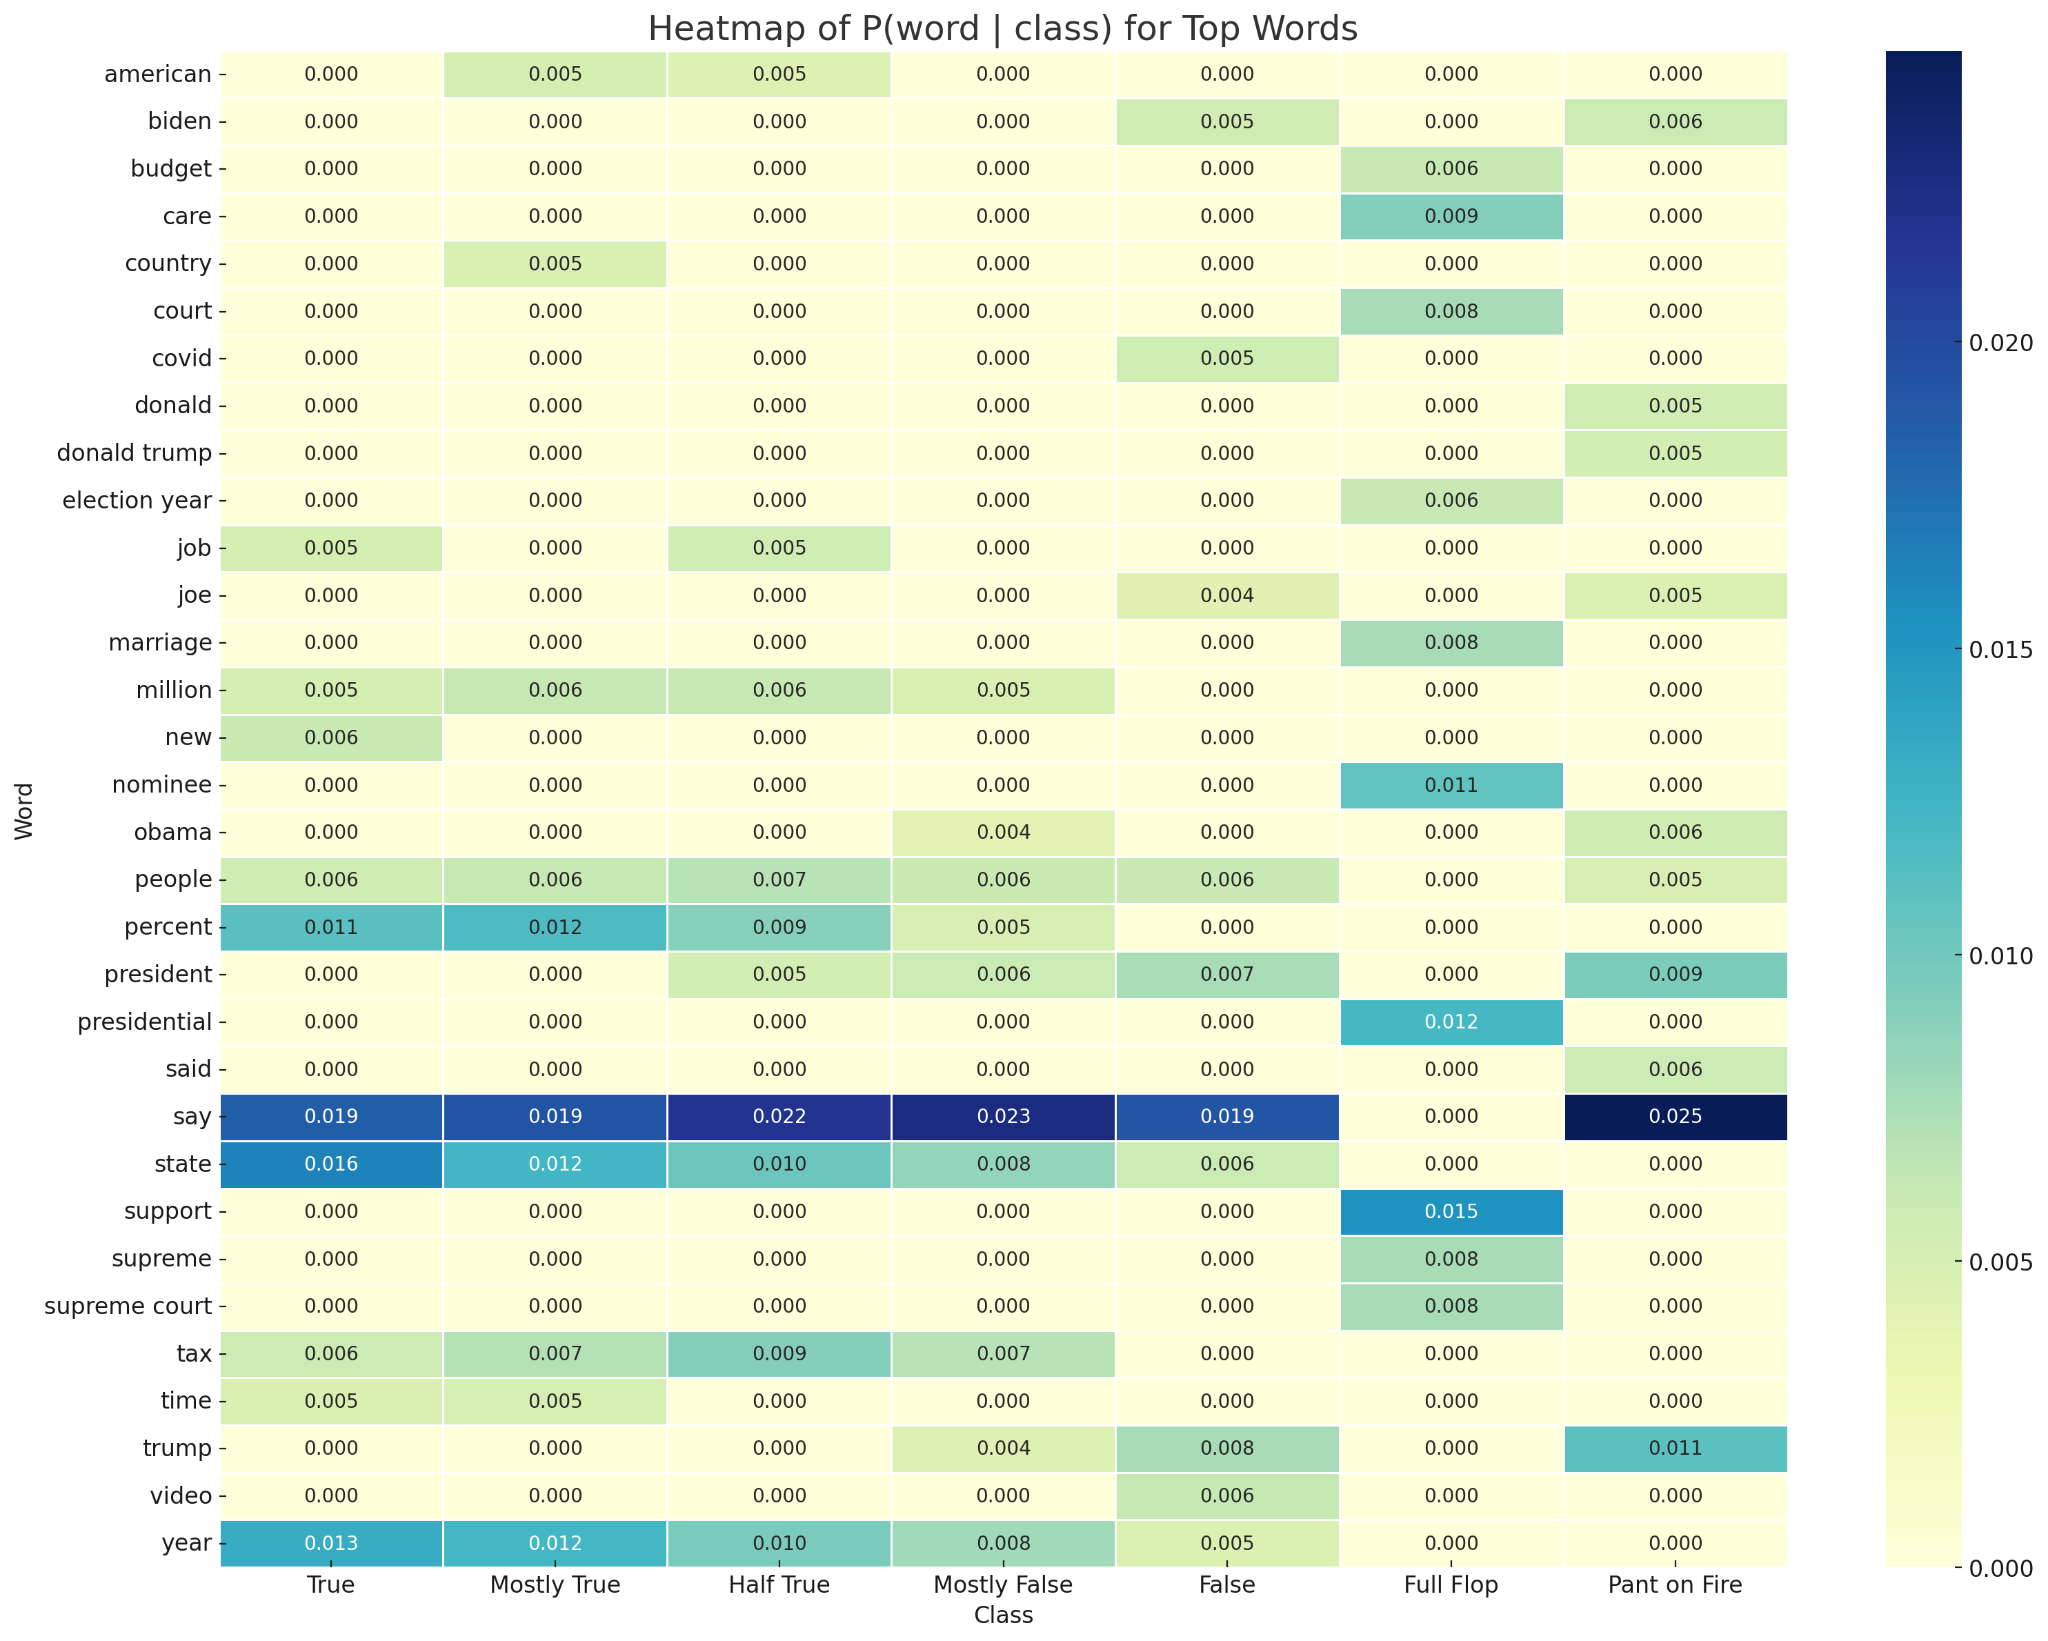 Heatmap of P(word | class) for Top Words
american 0.000 0.005 0.005 0.000 0.000 0.000 0.000
biden 0.000 0.000 0.000 0.000 0.005 0.000 0.006
budget 0.000 0.000 0.000 0.000 0.000 0.006 0.000
care 0.000 0.000 0.000 0.000 0.000 0.009 0.000
country 0.000 0.005 0.000 0.000 0.000 0.000 0.000
court 0.000 0.000 0.000 0.000 0.000 0.008 0.000
covid 0.000 0.000 0.000 0.000 0.005 0.000 0.000
donald 0.000 0.000 0.000 0.000 0.000 0.000 0.005
donald trump 0.000 0.000 0.000 0.000 0.000 0.000 0.005
election year 0.000 0.000 0.000 0.000 0.000 0.006 0.000
job 0.005 0.000 0.005 0.000 0.000 0.000 0.000
joe 0.000 0.000 0.000 0.000 0.004 0.000 0.005
marriage 0.000 0.000 0.000 0.000 0.000 0.008 0.000
million 0.005 0.006 0.006 0.005 0.000 0.000 0.000
new 0.006 0.000 0.000 0.000 0.000 0.000 0.000
nominee 0.000 0.000 0.000 0.000 0.000 0.011 0.000
obama 0.000 0.000 0.000 0.004 0.000 0.000 0.006
people 0.006 0.006 0.007 0.006 0.006 0.000 0.005
percent 0.011 0.012 0.009 0.005 0.000 0.000 0.000
president 0.000 0.000 0.005 0.006 0.007 0.000 0.009
presidential 0.000 0.000 0.000 0.000 0.000 0.012 0.000
said 0.000 0.000 0.000 0.000 0.000 0.000 0.006
say 0.019 0.019 0.022 0.023 0.019 0.000 0.025
state 0.016 0.012 0.010 0.008 0.006 0.000 0.000
support 0.000 0.000 0.000 0.000 0.000 0.015 0.000
supreme 0.000 0.000 0.000 0.000 0.000 0.008 0.000
supreme court 0.000 0.000 0.000 0.000 0.000 0.008 0.000
tax 0.006 0.007 0.009 0.007 0.000 0.000 0.000
time 0.005 0.005 0.000 0.000 0.000 0.000 0.000
trump 0.000 0.000 0.000 0.004 0.008 0.000 0.011
video 0.000 0.000 0.000 0.000 0.006 0.000 0.000
year 0.013 0.012 0.010 0.008 0.005 0.000 0.000
True Mostly True Half True Mostly False False Full Flop Pant on Fire
Class
Word
0.020
0.015
0.010
0.005
0.000